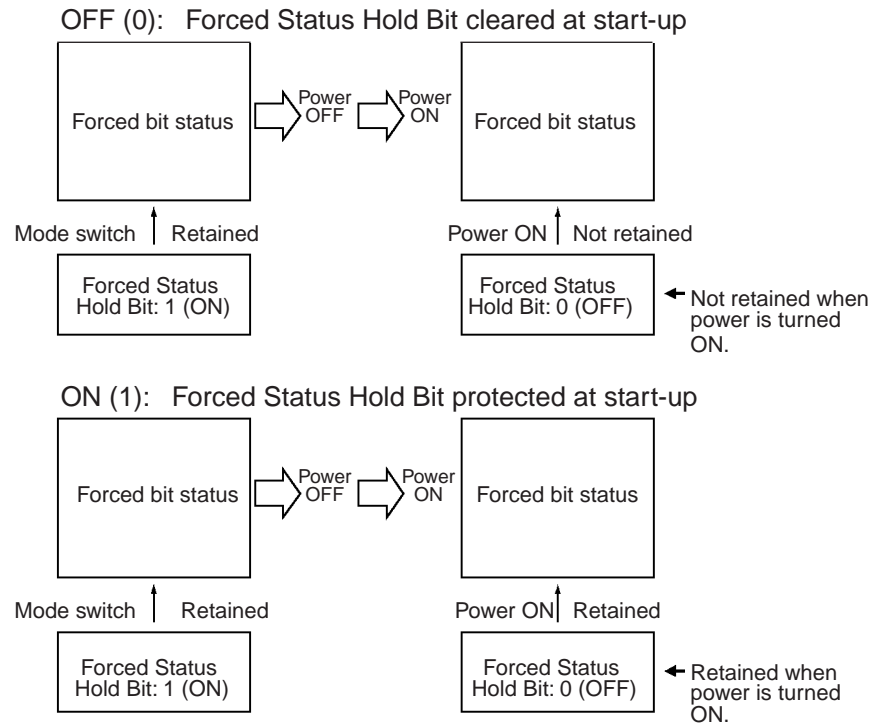 OFF (0): Forced Status Hold Bit cleared at start-up
Forced bit status
Power
OFF
Power
ON
Forced bit status
Mode switch
Retained
Power ON
Not retained
Forced Status
Hold Bit: 1 (ON)
Forced Status
Hold Bit: 0 (OFF)
Not retained when
power is turned
ON.
ON (1): Forced Status Hold Bit protected at start-up
Forced bit status
Power
OFF
Power
ON
Forced bit status
Mode switch
Retained
Power ON
Retained
Forced Status
Hold Bit: 1 (ON)
Forced Status
Hold Bit: 0 (OFF)
Retained when
power is turned
ON.